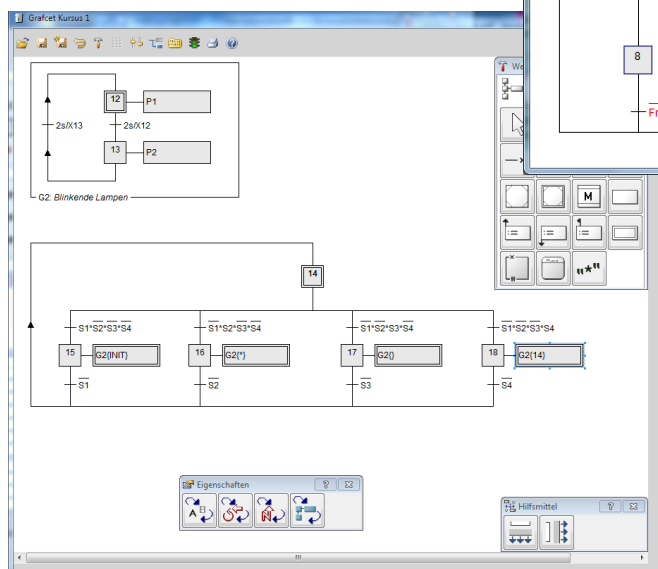 Grafcet Kursus 1
12
P1
2s/X13
2s/X12
13
P2
G2: Blinkende Lampen
We
8
Fr
M
"*"
14
S1*S2*S3*S4
S1*S2*S3*S4
S1*S2*S3*S4
S1*S2*S3*S4
15
G2{INIT}
16
G2{*}
17
G2{}
18
G2{14}
S1
S2
S3
S4
Eigenschaften
A B
N
Hilfsmittel